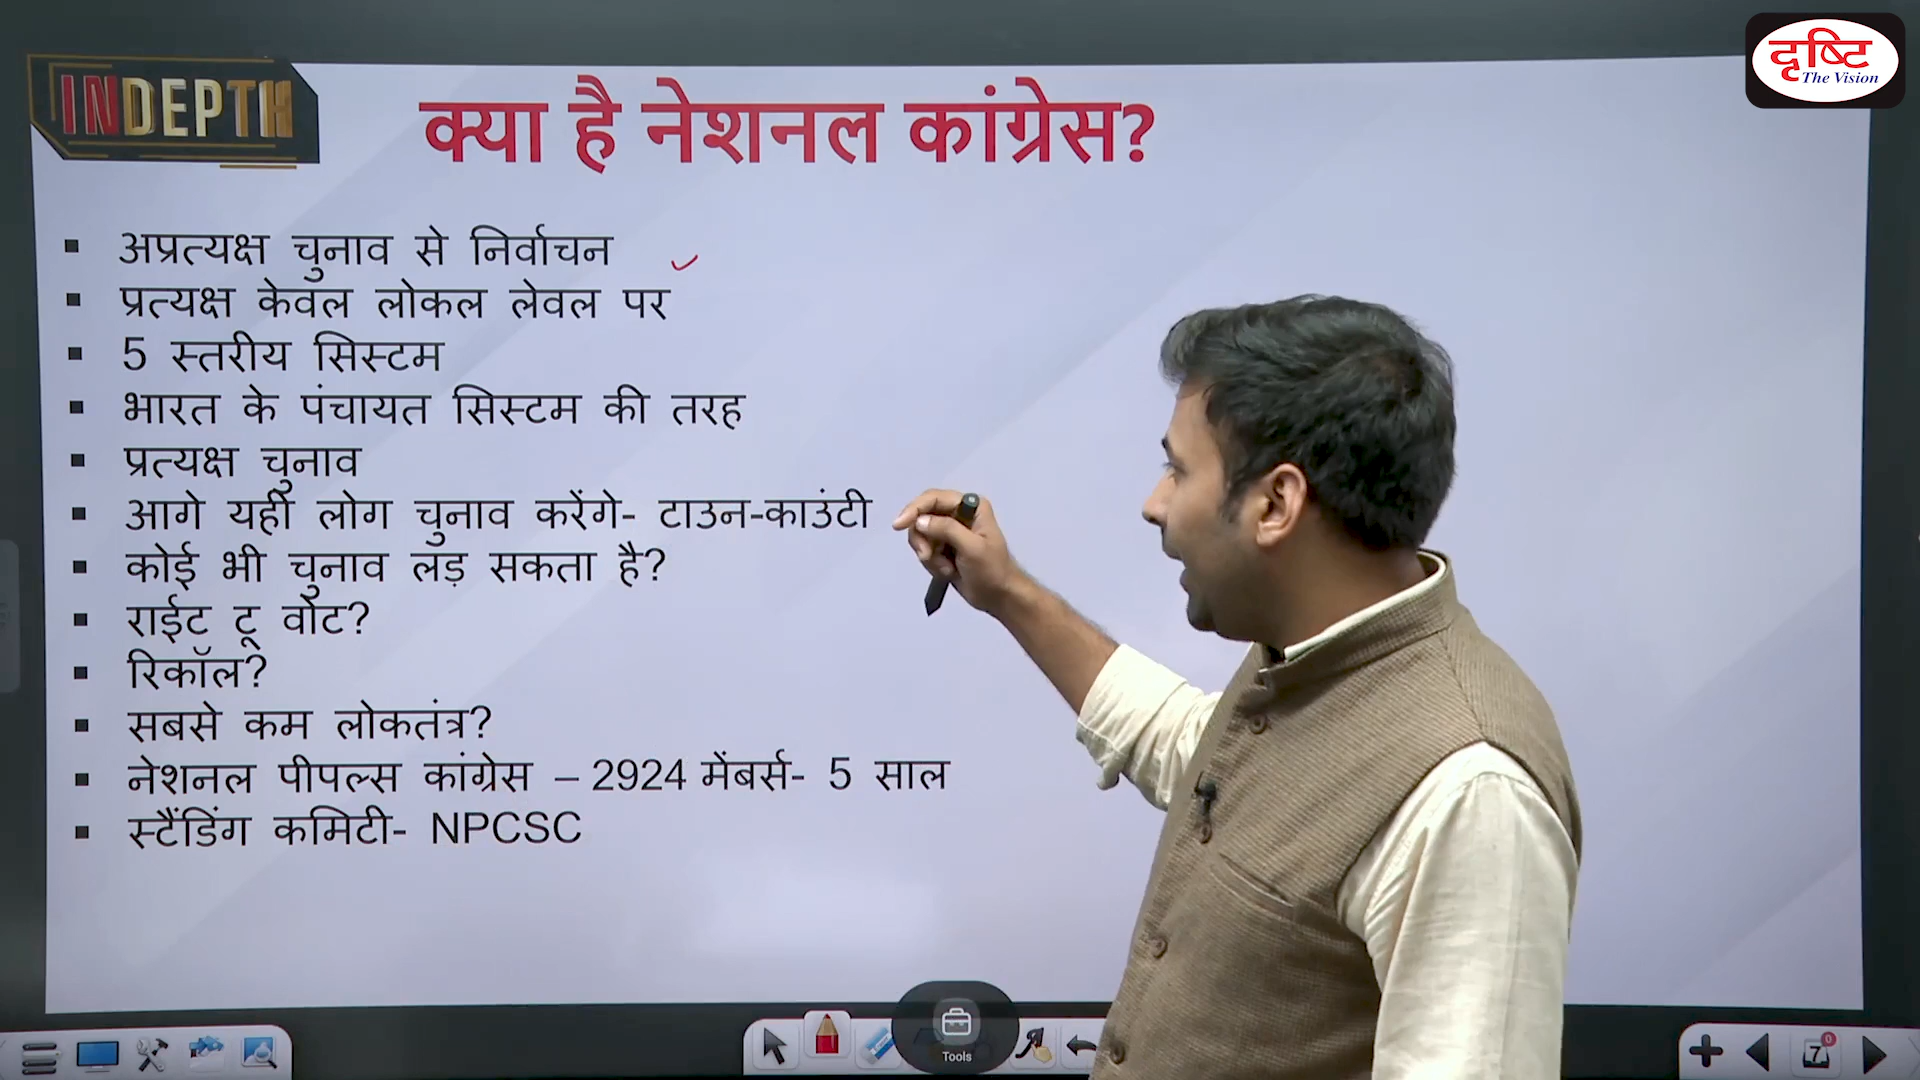 दृष्टि
The Vision
INDEPTH
क्या है नेशनल कांग्रेस?
▪ अप्रत्यक्ष चुनाव से निर्वाचन
▪ प्रत्यक्ष केवल लोकल लेवल पर
▪ 5 स्तरीय सिस्टम
▪ भारत के पंचायत सिस्टम की तरह
▪ प्रत्यक्ष चुनाव
▪ आगे यही लोग चुनाव करेंगे- टाउन-काउंटी
▪ कोई भी चुनाव लड़ सकता है?
▪ राईट टू वोट?
▪ रिकॉल?
▪ सबसे कम लोकतंत्र?
▪ नेशनल पीपल्स कांग्रेस – 2924 मेंबर्स- 5 साल
▪ स्टैंडिंग कमिटी- NPCSC
Tools
7
0